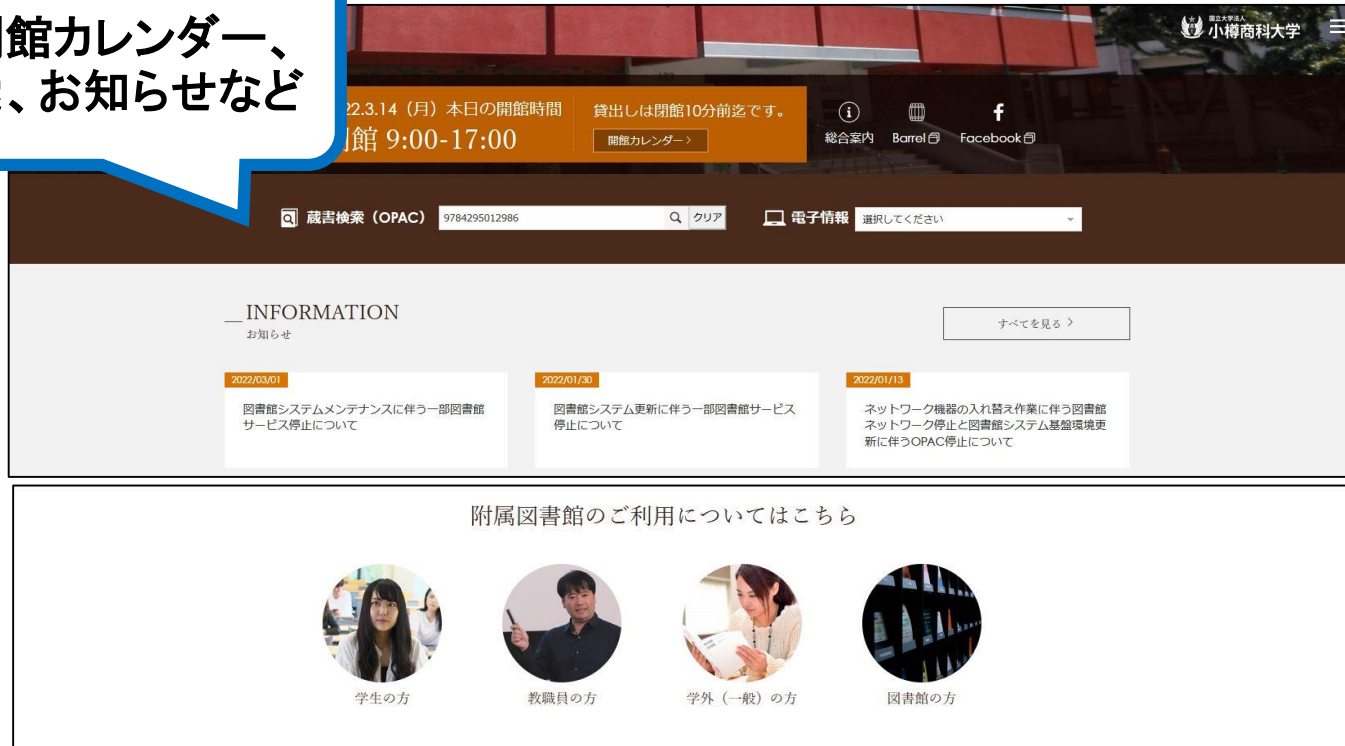 館カレンダー、
、お知らせなど
国立大学法人
小樽商科大学
2.3.14（月）本日の開館時間
館 9:00-17:00
貸出しは閉館10分前迄です。
開館カレンダー＞
総合案内 Barrel Facebook
蔵書検索（OPAC） 9784295012986 クリア 電子情報 選択してください
INFORMATION
お知らせ
すべてを見る
2022/03/01
図書館システムメンテナンスに伴う一部図書館
サービス停止について
2022/01/30
図書館システム更新に伴う一部図書館サービス
停止について
2022/01/13
ネットワーク機器の入れ替え作業に伴う図書館
ネットワーク停止と図書館システム基盤環境更
新に伴うOPAC停止について
附属図書館のご利用についてはこちら
学生の方
教職員の方
学外（一般）の方
図書館の方